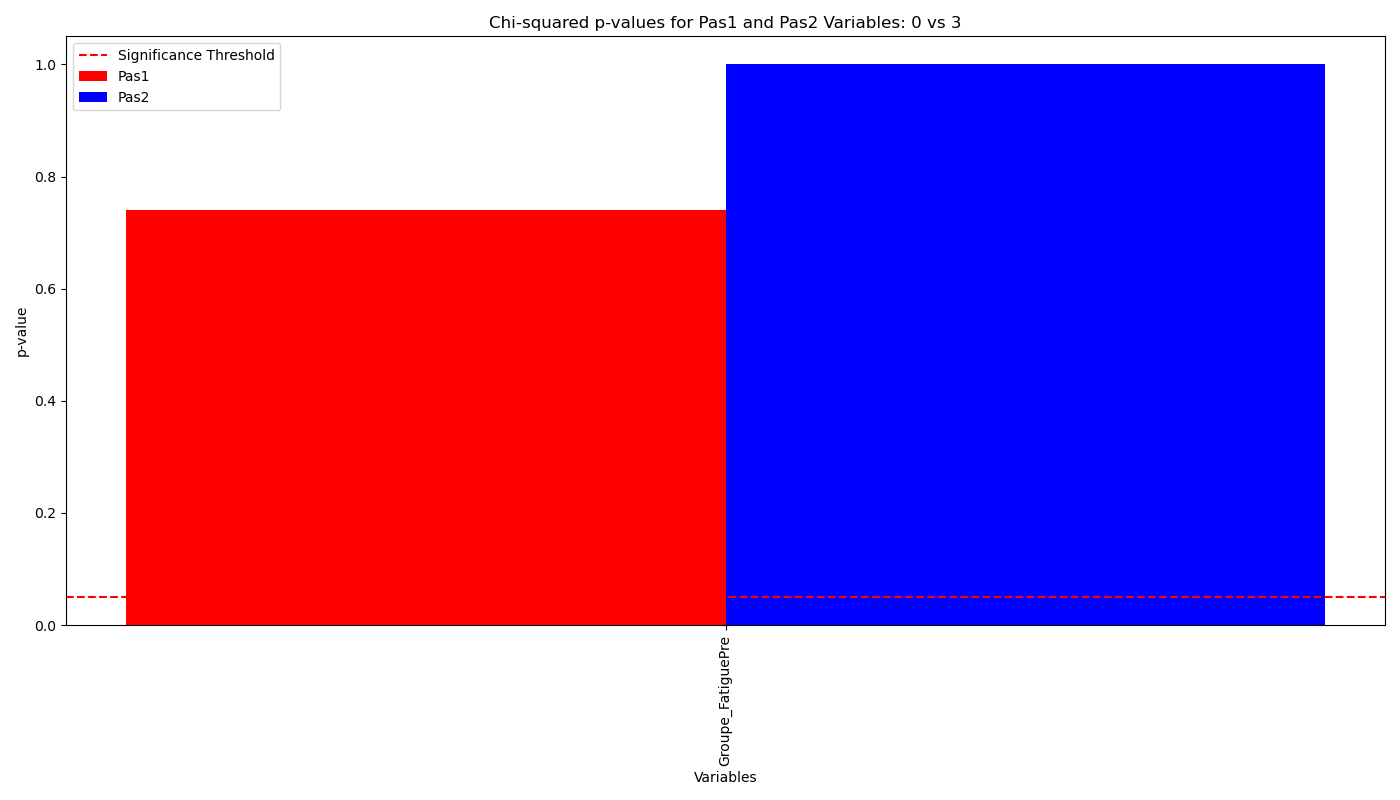 Chi-squared p-values for Pas1 and Pas2 Variables: 0 vs 3
Significance Threshold
Pas1
Pas2
1.0
0.8
0.6
0.4
0.2
0.0
p-value
Groupe_FatiguePre
Variables